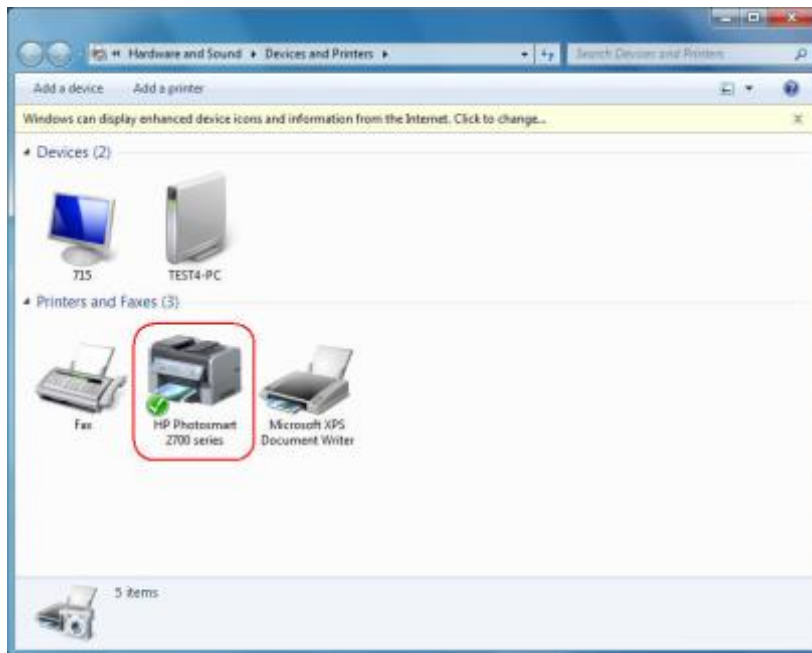 Hardware and Sound
Devices and Printers
Search Devices and Printers
Add a device
Add a printer
Windows can display enhanced device icons and information from the Internet. Click to change...
Devices (2)
715
TEST4-PC
Printers and Faxes (3)
Fax
HP Photosmart
2700 series
Microsoft XPS
Document Writer
5 items